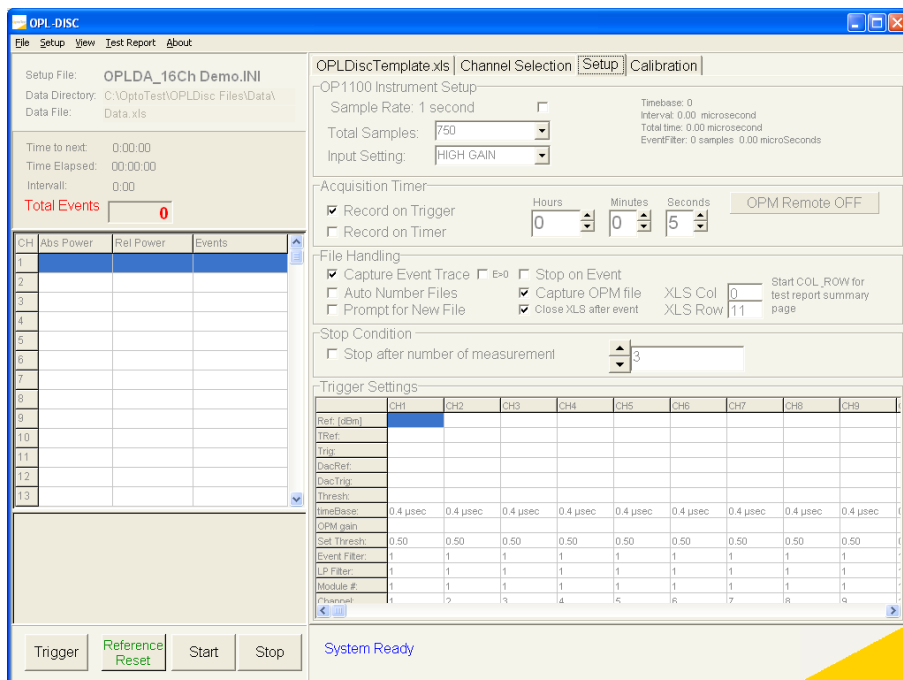 OPL-DISC
File Setup View Test Report About
Setup File: OPLDA_16Ch Demo.INI
Data Directory: C:\OptoTest\OPLDisc Files\Data\
Data File: Data.xls
Time to next: 0:00:00
Time Elapsed: 00:00:00
Intervall: 0:00
Total Events 0
CH Abs Power Rel Power Events
1
2
3
4
5
6
7
8
9
10
11
12
13
Trigger Reference Reset Start Stop
OPLDiscTemplate.xls Channel Selection Setup Calibration
OP1100 Instrument Setup
Sample Rate: 1 second
Total Samples: 750
Input Setting: HIGH GAIN
Timebase: 0
Interval: 0.00 microsecond
Total time: 0.00 microsecond
EventFilter: 0 samples 0.00 microSeconds
Acquisition Timer
Record on Trigger
Record on Timer
Hours Minutes Seconds
0 0 5
OPM Remote OFF
File Handling
Capture Event Trace E>0 Stop on Event
Auto Number Files Capture OPM file XLS Col 0
Prompt for New File Close XLS after event XLS Row 11
Start COL_ROW for
test report summary
page
Stop Condition
Stop after number of measurement 3
Trigger Settings
CH1 CH2 CH3 CH4 CH5 CH6 CH7 CH8 CH9
Ref: [dBm]
TRef:
Trig:
DacRef:
DacTrig:
Thresh:
timeBase: 0.4 µsec 0.4 µsec 0.4 µsec 0.4 µsec 0.4 µsec 0.4 µsec 0.4 µsec 0.4 µsec 0.4 µsec
OPM gain
Set Thresh: 0.50 0.50 0.50 0.50 0.50 0.50 0.50 0.50 0.50
Event Filter: 1 1 1 1 1 1 1 1 1
LP Filter: 1 1 1 1 1 1 1 1 1
Module #: 1 1 1 1 1 1 1 1 1
Channel: 1 2 3 4 5 6 7 8 9
System Ready